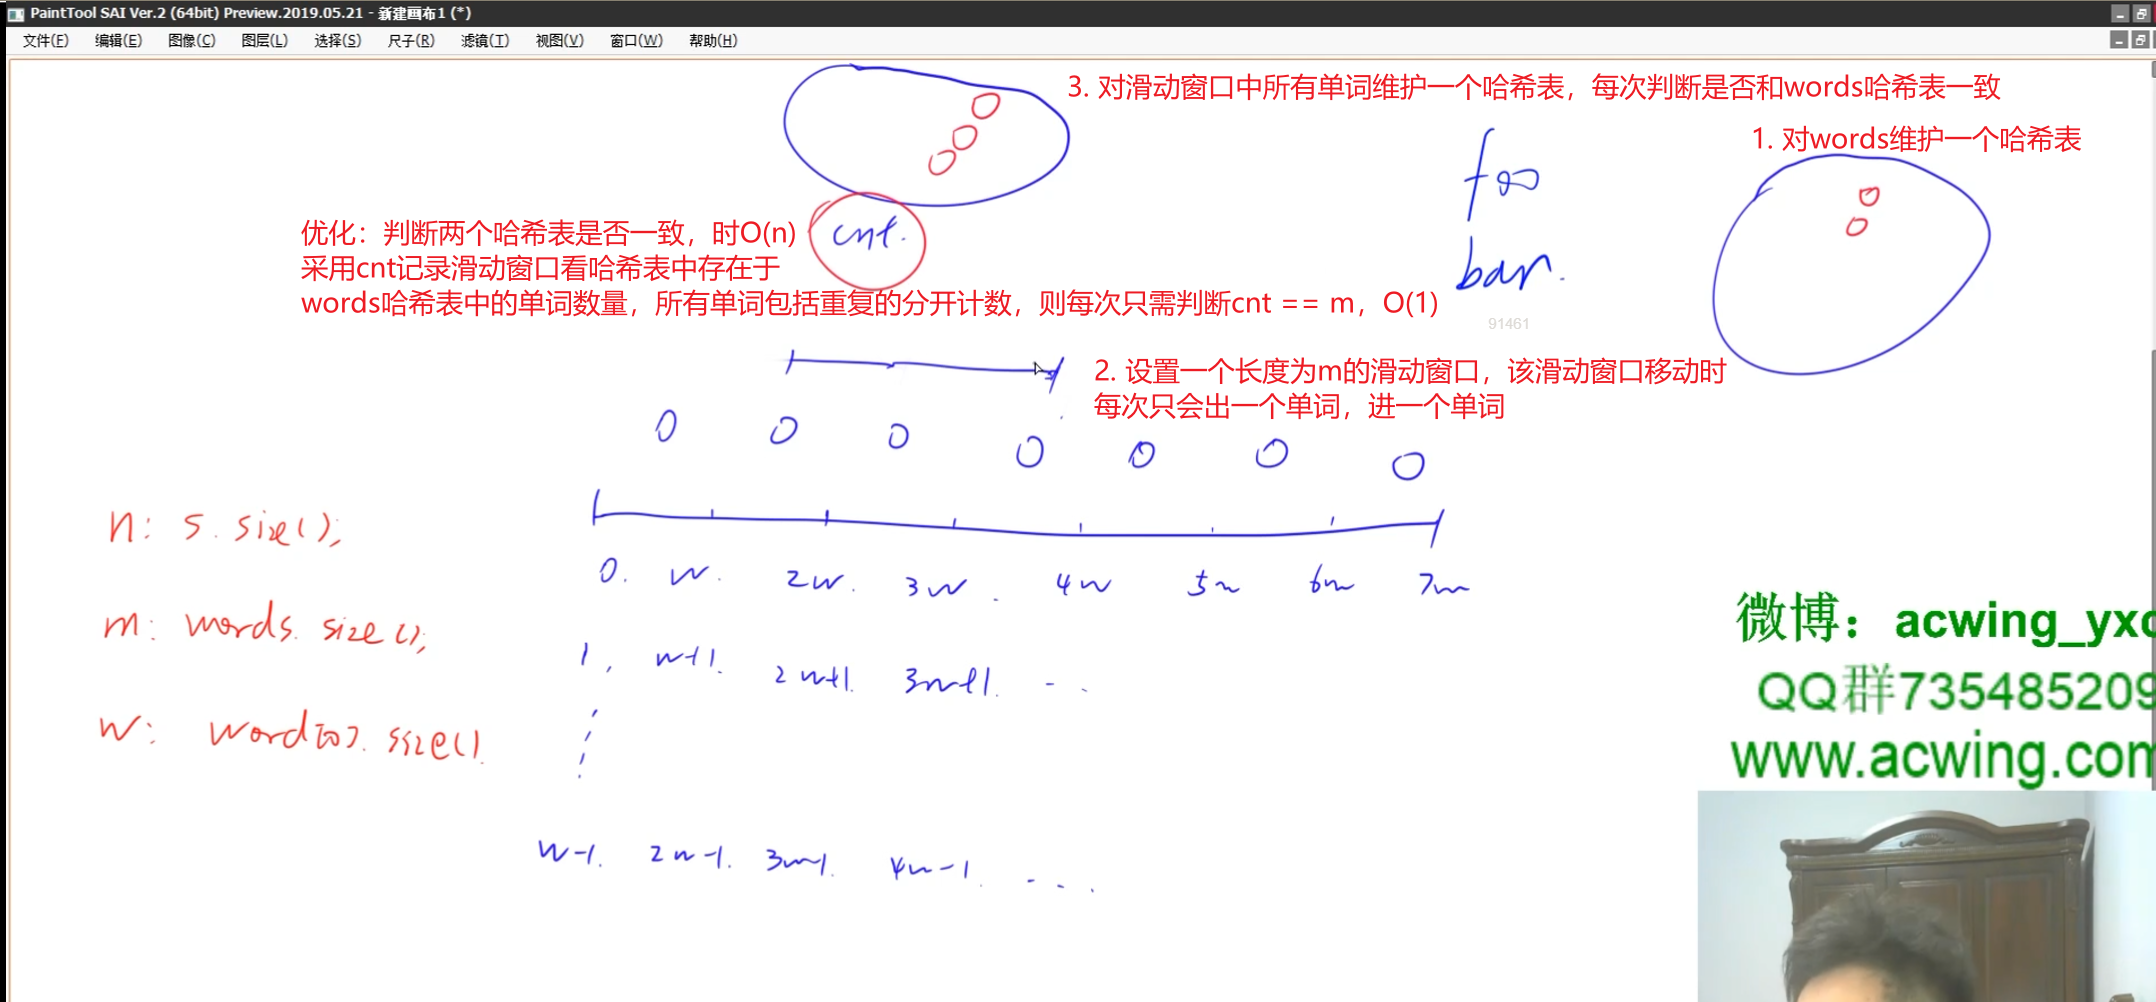 PaintTool SAI Ver.2 (64bit) Preview.2019.05.21 - 新建画布1 (*)
文件(F) 编辑(E) 图像(C) 图层(L) 选择(S) 尺子(R) 滤镜(T) 视图(V) 窗口(W) 帮助(H)
3. 对滑动窗口中所有单词维护一个哈希表，每次判断是否和words哈希表一致
1. 对words维护一个哈希表
foo
bar.
优化：判断两个哈希表是否一致，时O(n)
cnt.
采用cnt记录滑动窗口看哈希表中存在于
words哈希表中的单词数量，所有单词包括重复的分开计数，则每次只需判断cnt == m，O(1)
91461
2. 设置一个长度为m的滑动窗口，该滑动窗口移动时
每次只会出一个单词，进一个单词
n: s.size();
0. w. 2w. 3w. 4w 5w 6w 7w
m: words.size();
1, w+1. 2w+1. 3w+1. - .
w: word[0].size().
w-1. 2w-1. 3w-1. 4w-1. - . .
微博：acwing_yxc
QQ群735485209
www.acwing.com